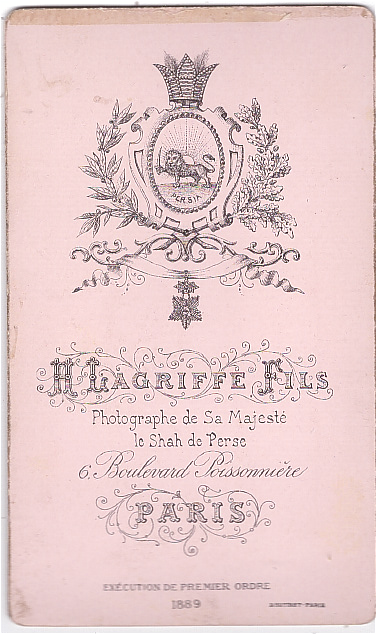 PERSIA
H LAGRIFFE FILS
Photographe de Sa Majesté
le Shah de Perse
6, Boulevard Poissonnière
PARIS
EXÉCUTION DE PREMIER ORDRE
1889